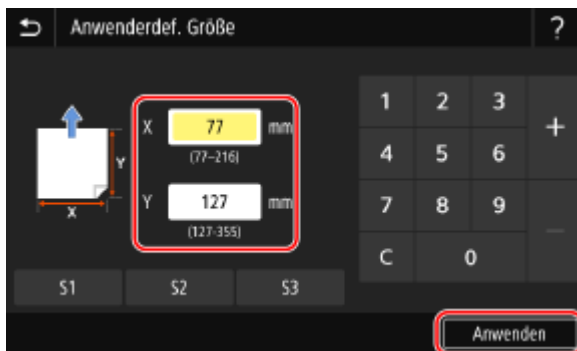 Anwenderdef. Größe ?
X 77 mm
(77–216)
Y 127 mm
(127-355)
Y
X
S1 S2 S3
1 2 3 +
4 5 6
7 8 9 –
C 0
Anwenden